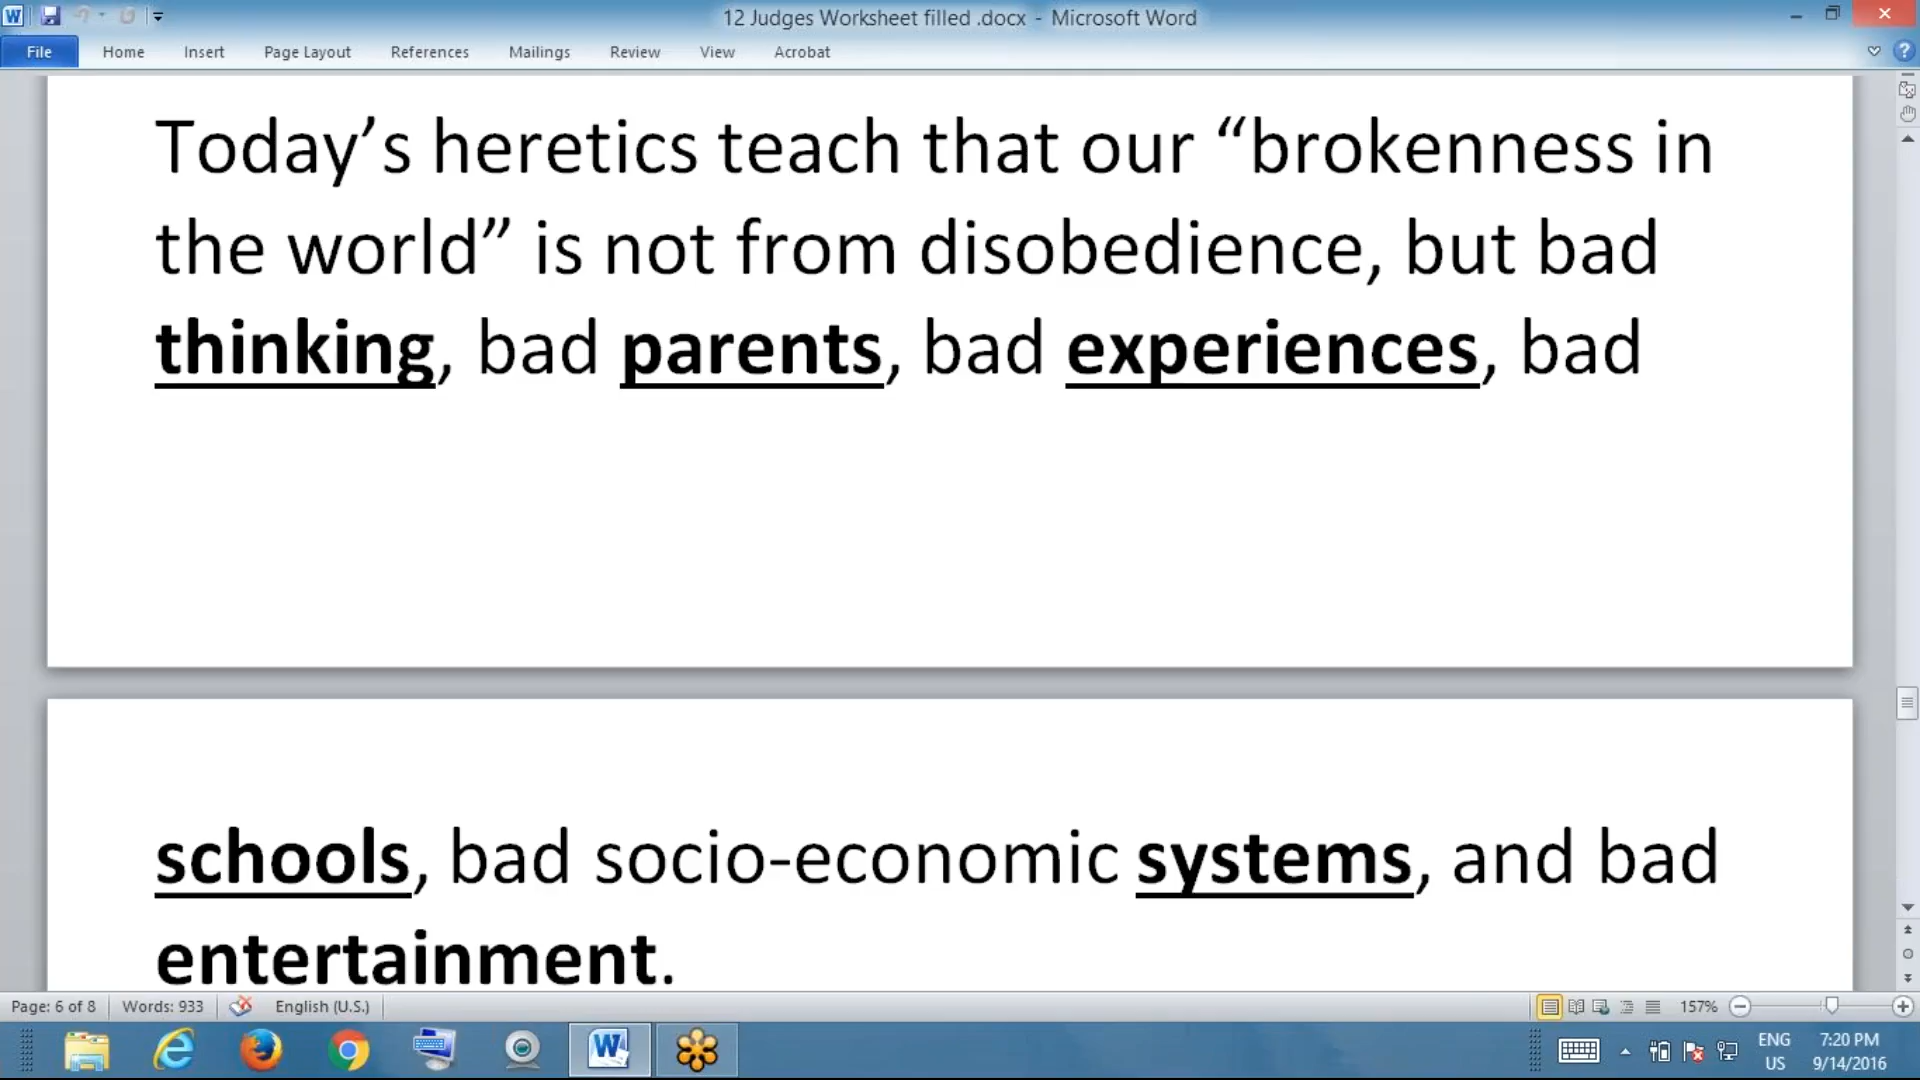 12 Judges Worksheet filled .docx - Microsoft Word
File Home Insert Page Layout References Mailings Review View Acrobat
Today’s heretics teach that our “brokenness in
the world” is not from disobedience, but bad
thinking, bad parents, bad experiences, bad
schools, bad socio-economic systems, and bad
entertainment.
Page: 6 of 8 Words: 933 English (U.S.) 157%
ENG 7:20 PM
US 9/14/2016